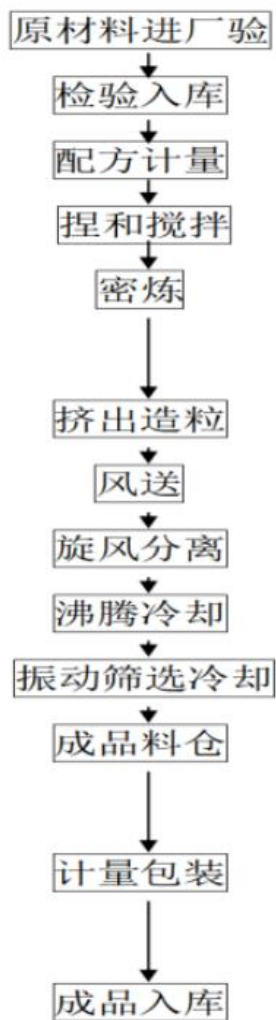 原材料进厂验
检验入库
配方计量
捏和搅拌
密炼
挤出造粒
风送
旋风分离
沸腾冷却
振动筛选冷却
成品料仓
计量包装
成品入库